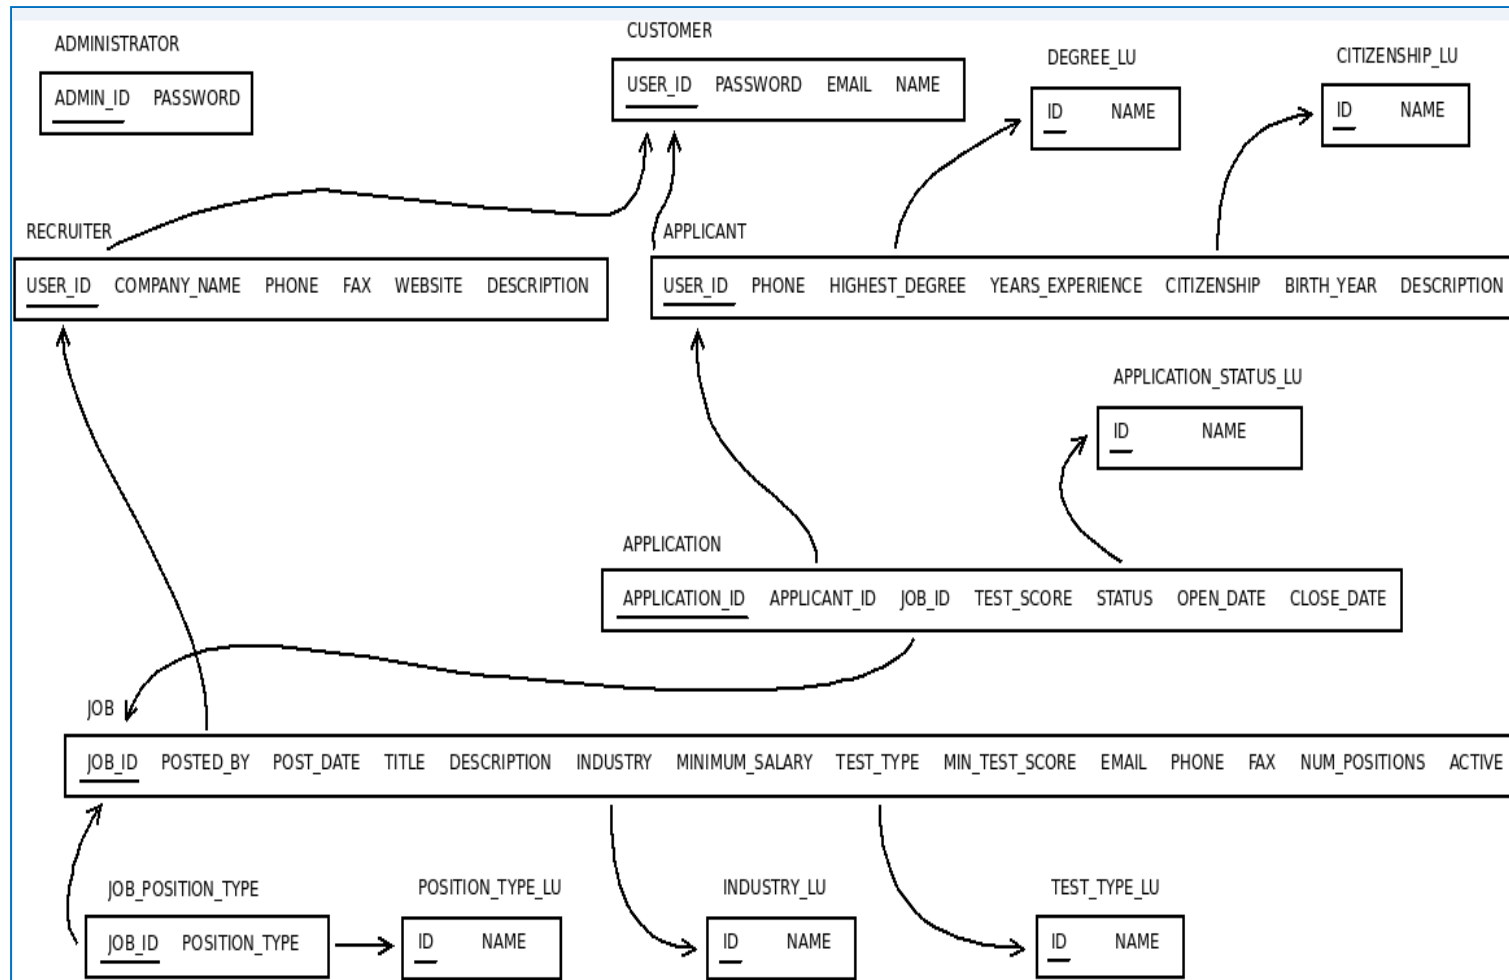 ADMINISTRATOR
ADMIN_ID PASSWORD
CUSTOMER
USER_ID PASSWORD EMAIL NAME
DEGREE_LU
ID NAME
CITIZENSHIP_LU
ID NAME
RECRUITER
USER_ID COMPANY_NAME PHONE FAX WEBSITE DESCRIPTION
APPLICANT
USER_ID PHONE HIGHEST_DEGREE YEARS_EXPERIENCE CITIZENSHIP BIRTH_YEAR DESCRIPTION
APPLICATION_STATUS_LU
ID NAME
APPLICATION
APPLICATION_ID APPLICANT_ID JOB_ID TEST_SCORE STATUS OPEN_DATE CLOSE_DATE
JOB
JOB_ID POSTED_BY POST_DATE TITLE DESCRIPTION INDUSTRY MINIMUM_SALARY TEST_TYPE MIN_TEST_SCORE EMAIL PHONE FAX NUM_POSITIONS ACTIVE
JOB_POSITION_TYPE
JOB_ID POSITION_TYPE
POSITION_TYPE_LU
ID NAME
INDUSTRY_LU
ID NAME
TEST_TYPE_LU
ID NAME